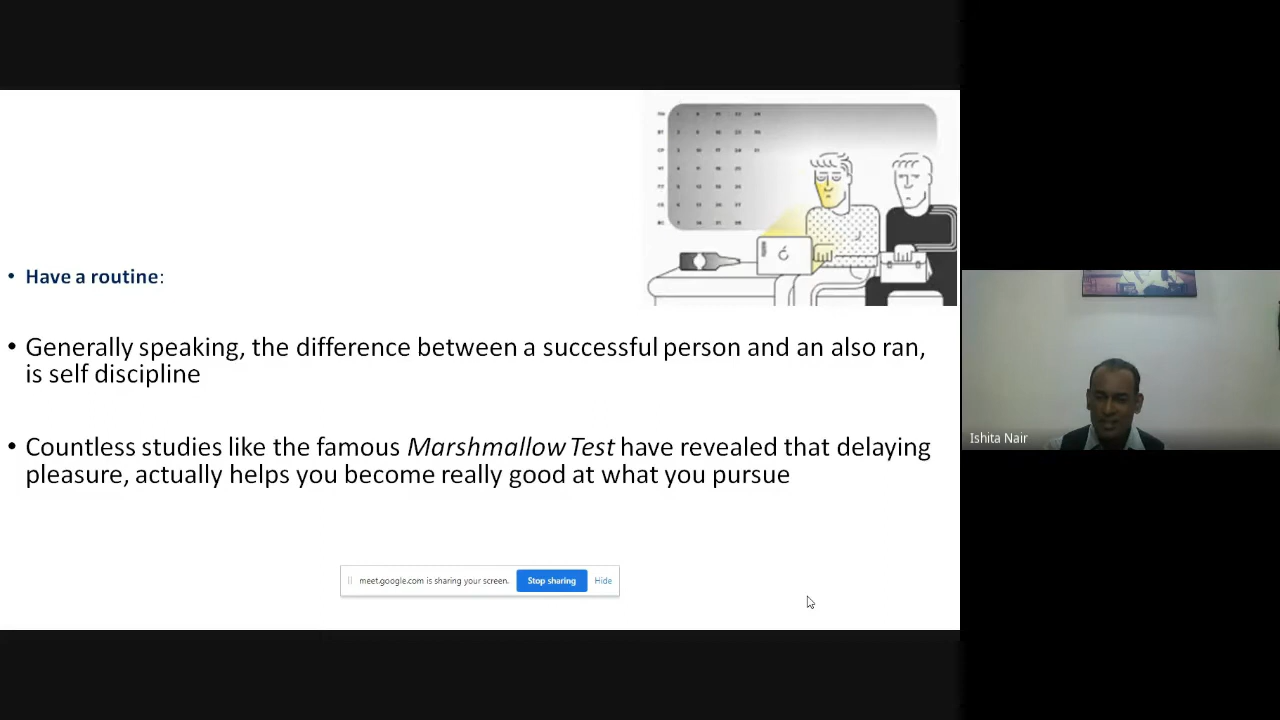 • Have a routine:
• Generally speaking, the difference between a successful person and an also ran,
is self discipline
• Countless studies like the famous Marshmallow Test have revealed that delaying
pleasure, actually helps you become really good at what you pursue
meet.google.com is sharing your screen.
Stop sharing
Hide
Ishita Nair